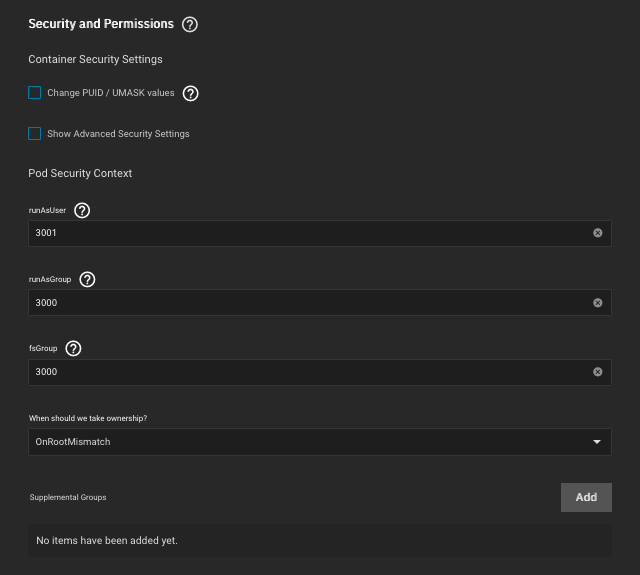 Security and Permissions
Container Security Settings
Change PUID / UMASK values
Show Advanced Security Settings
Pod Security Context
runAsUser
3001
runAsGroup
3000
fsGroup
3000
When should we take ownership?
OnRootMismatch
Supplemental Groups
Add
No items have been added yet.